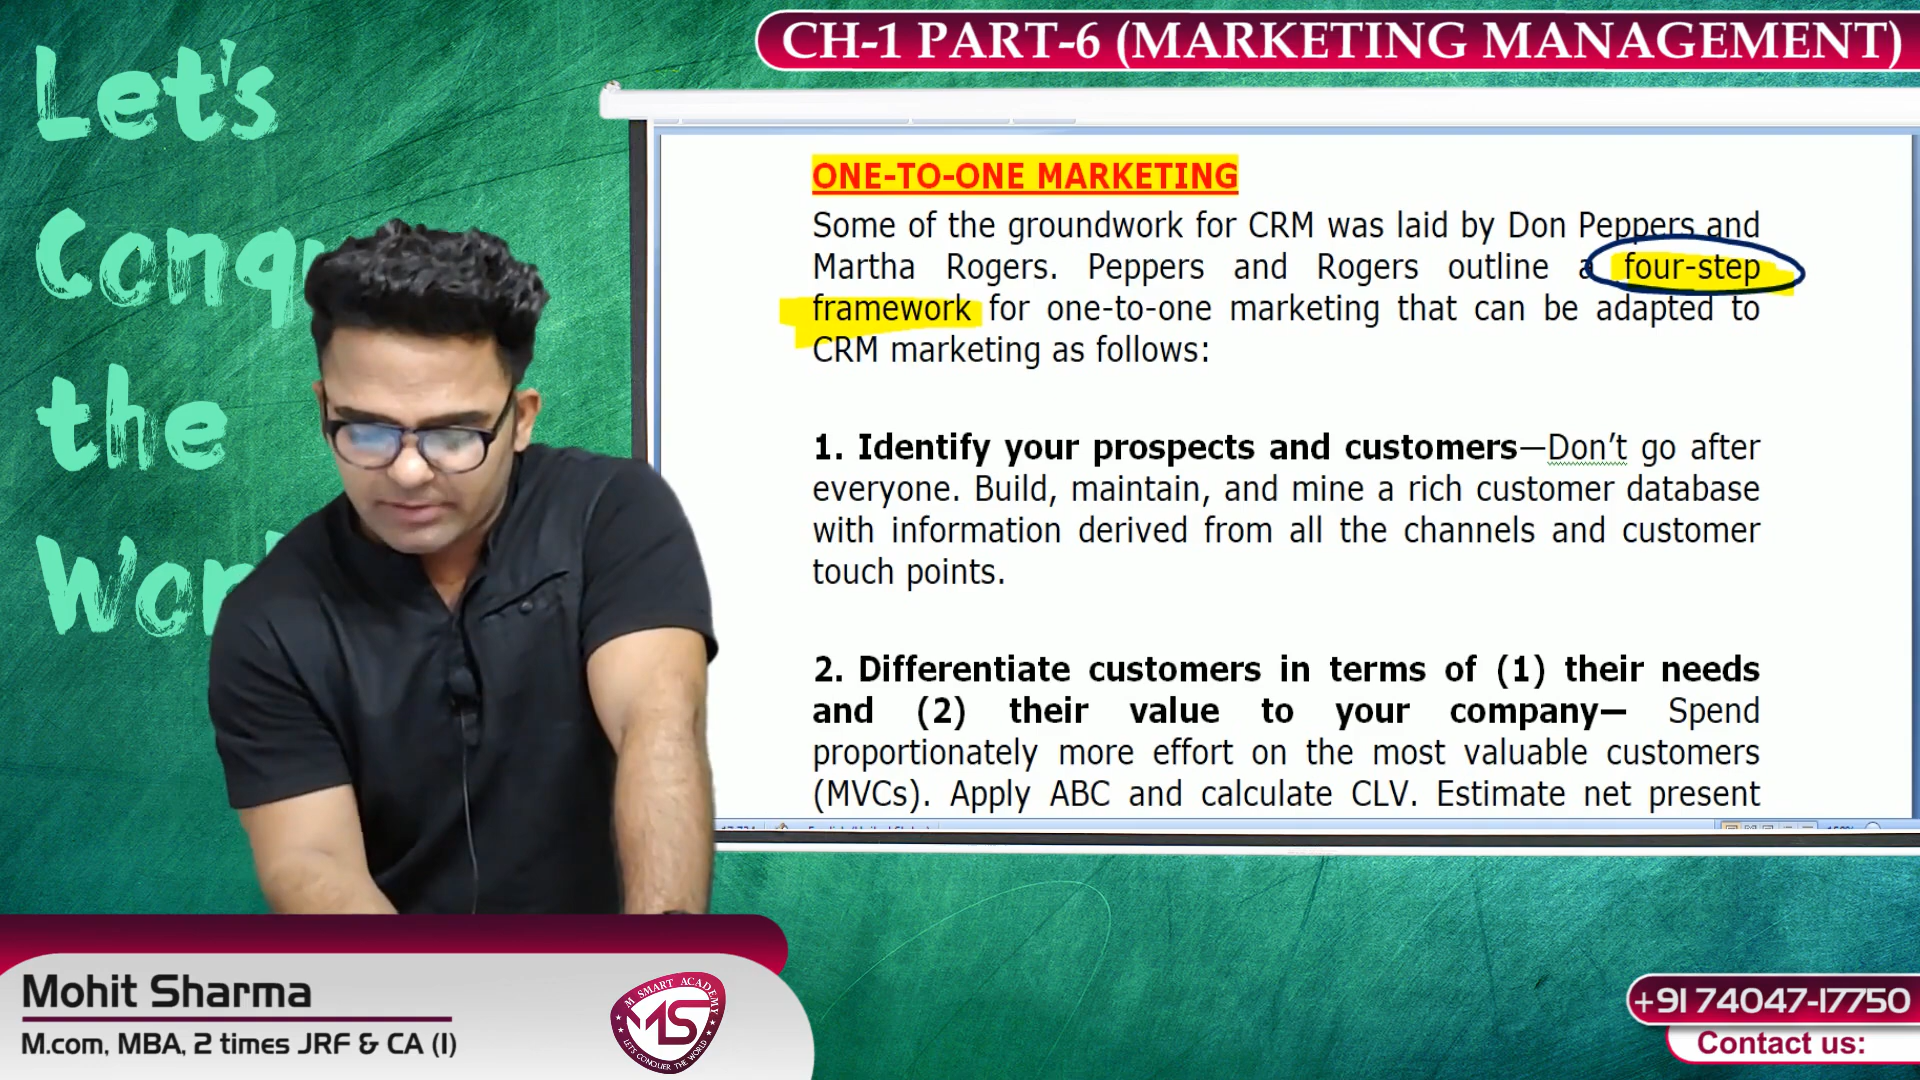 CH-1 PART-6 (MARKETING MANAGEMENT)
Let's
Conq
the
Wor
ONE-TO-ONE MARKETING
Some of the groundwork for CRM was laid by Don Peppers and
Martha Rogers. Peppers and Rogers outline a four-step
framework for one-to-one marketing that can be adapted to
CRM marketing as follows:
1. Identify your prospects and customers—Don't go after
everyone. Build, maintain, and mine a rich customer database
with information derived from all the channels and customer
touch points.
2. Differentiate customers in terms of (1) their needs
and (2) their value to your company— Spend
proportionately more effort on the most valuable customers
(MVCs). Apply ABC and calculate CLV. Estimate net present
Mohit Sharma
M.com, MBA, 2 times JRF & CA (I)
M SMART ACADEMY
MS
LET'S CONQUER THE WORLD
+91 74047-17750
Contact us: